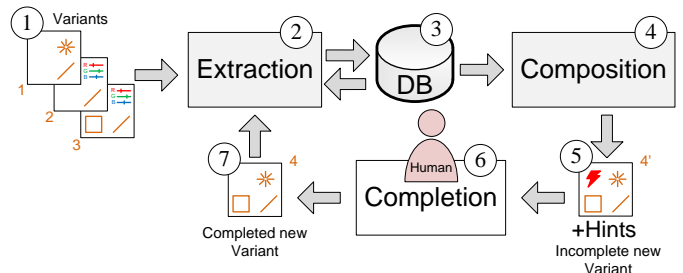 1
Variants
R
G
B
R
G
B
1
2
3
2
Extraction
3
DB
4
Composition
5
4'
+Hints
Incomplete new
Variant
6
Human
Completion
7
4
Completed new
Variant